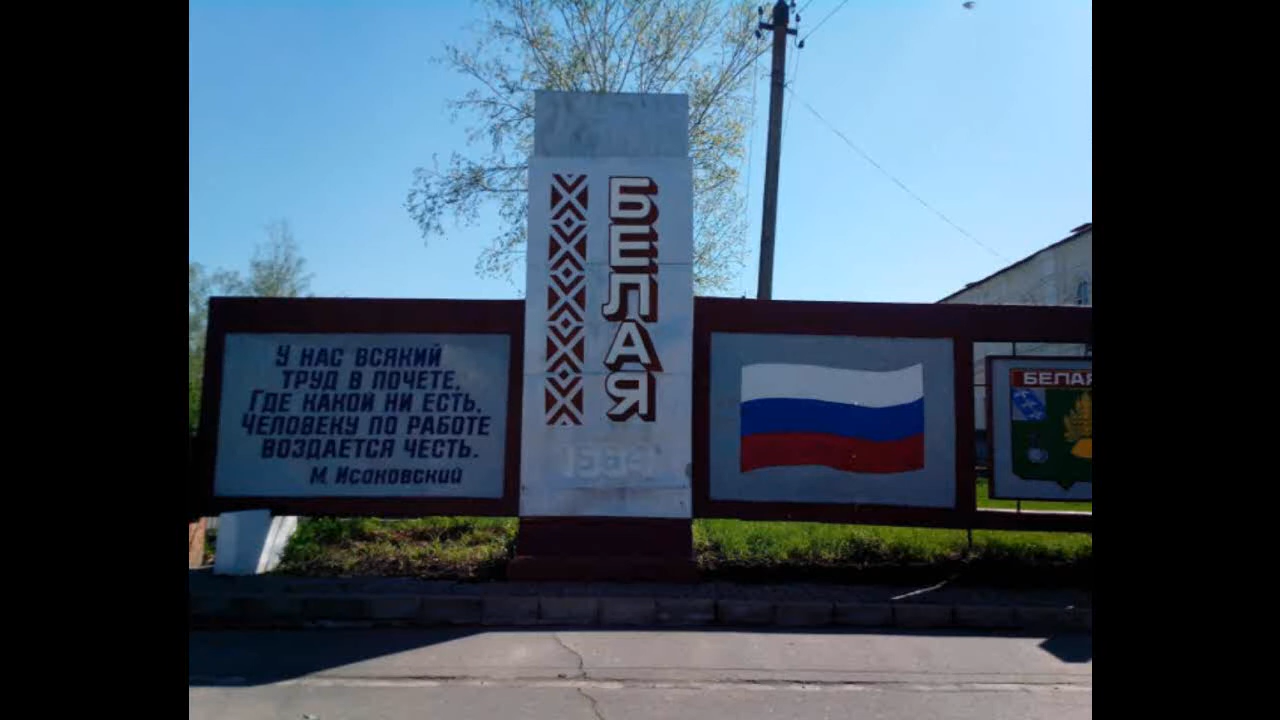 У НАС ВСЯКИЙ
ТРУД В ПОЧЕТЕ,
ГДЕ КАКОЙ НИ ЕСТЬ,
ЧЕЛОВЕКУ ПО РАБОТЕ
ВОЗДАЕТСЯ ЧЕСТЬ.
М. Исаковский
БЕЛАЯ
БЕЛАЯ